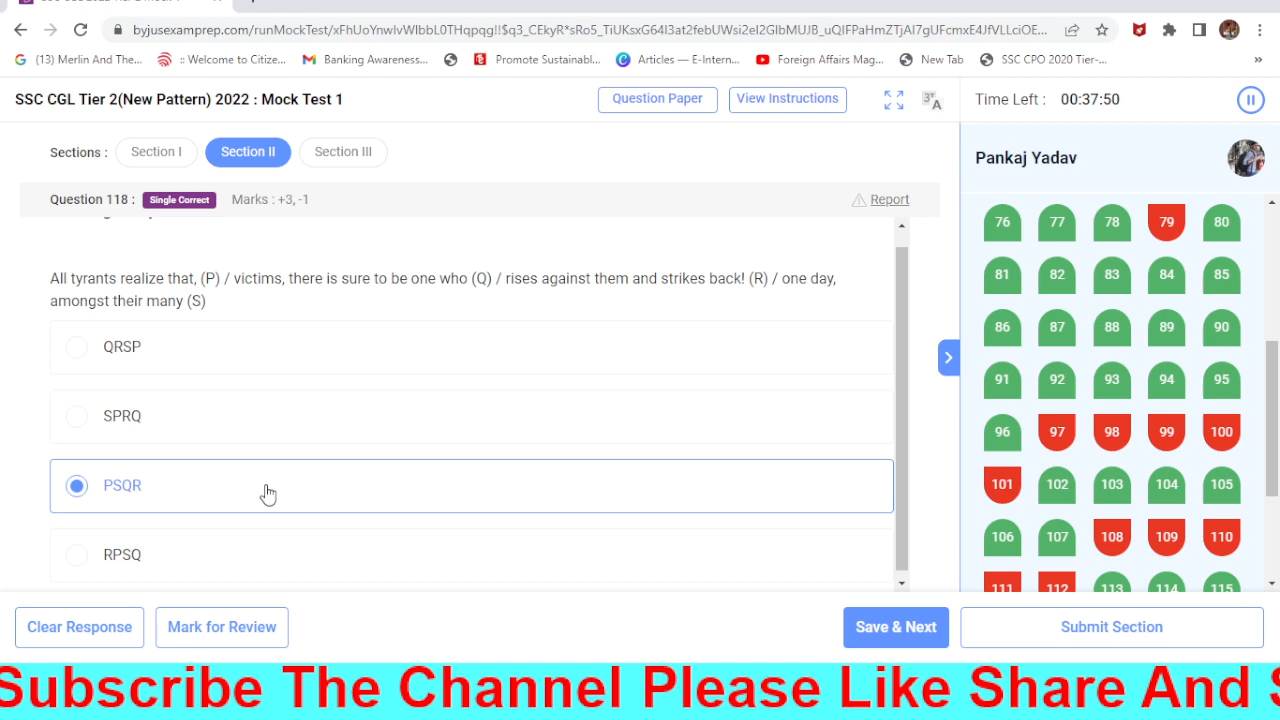 byjusexamprep.com/runMockTest/
(13) Merlin And The...
:: Welcome to Citize...
Banking Awareness...
Promote Sustainabl...
Articles — E-Intern...
Foreign Affairs Mag...
New Tab
SSC CPO 2020 Tier-...
»
SSC CGL Tier 2(New Pattern) 2022 : Mock Test 1
Question Paper
View Instructions
Time Left : 00:37:50
Sections :
Section I
Section II
Section III
Pankaj Yadav
Question 118 : Single Correct Marks : +3, -1
Report
All tyrants realize that, (P) / victims, there is sure to be one who (Q) / rises against them and strikes back! (R) / one day,
amongst their many (S)
QRSP
SPRQ
PSQR
RPSQ
76 77 78 79 80
81 82 83 84 85
86 87 88 89 90
91 92 93 94 95
96 97 98 99 100
101 102 103 104 105
106 107 108 109 110
111 112 113 114 115
Clear Response
Mark for Review
Save & Next
Submit Section
Subscribe The Channel Please Like Share And S